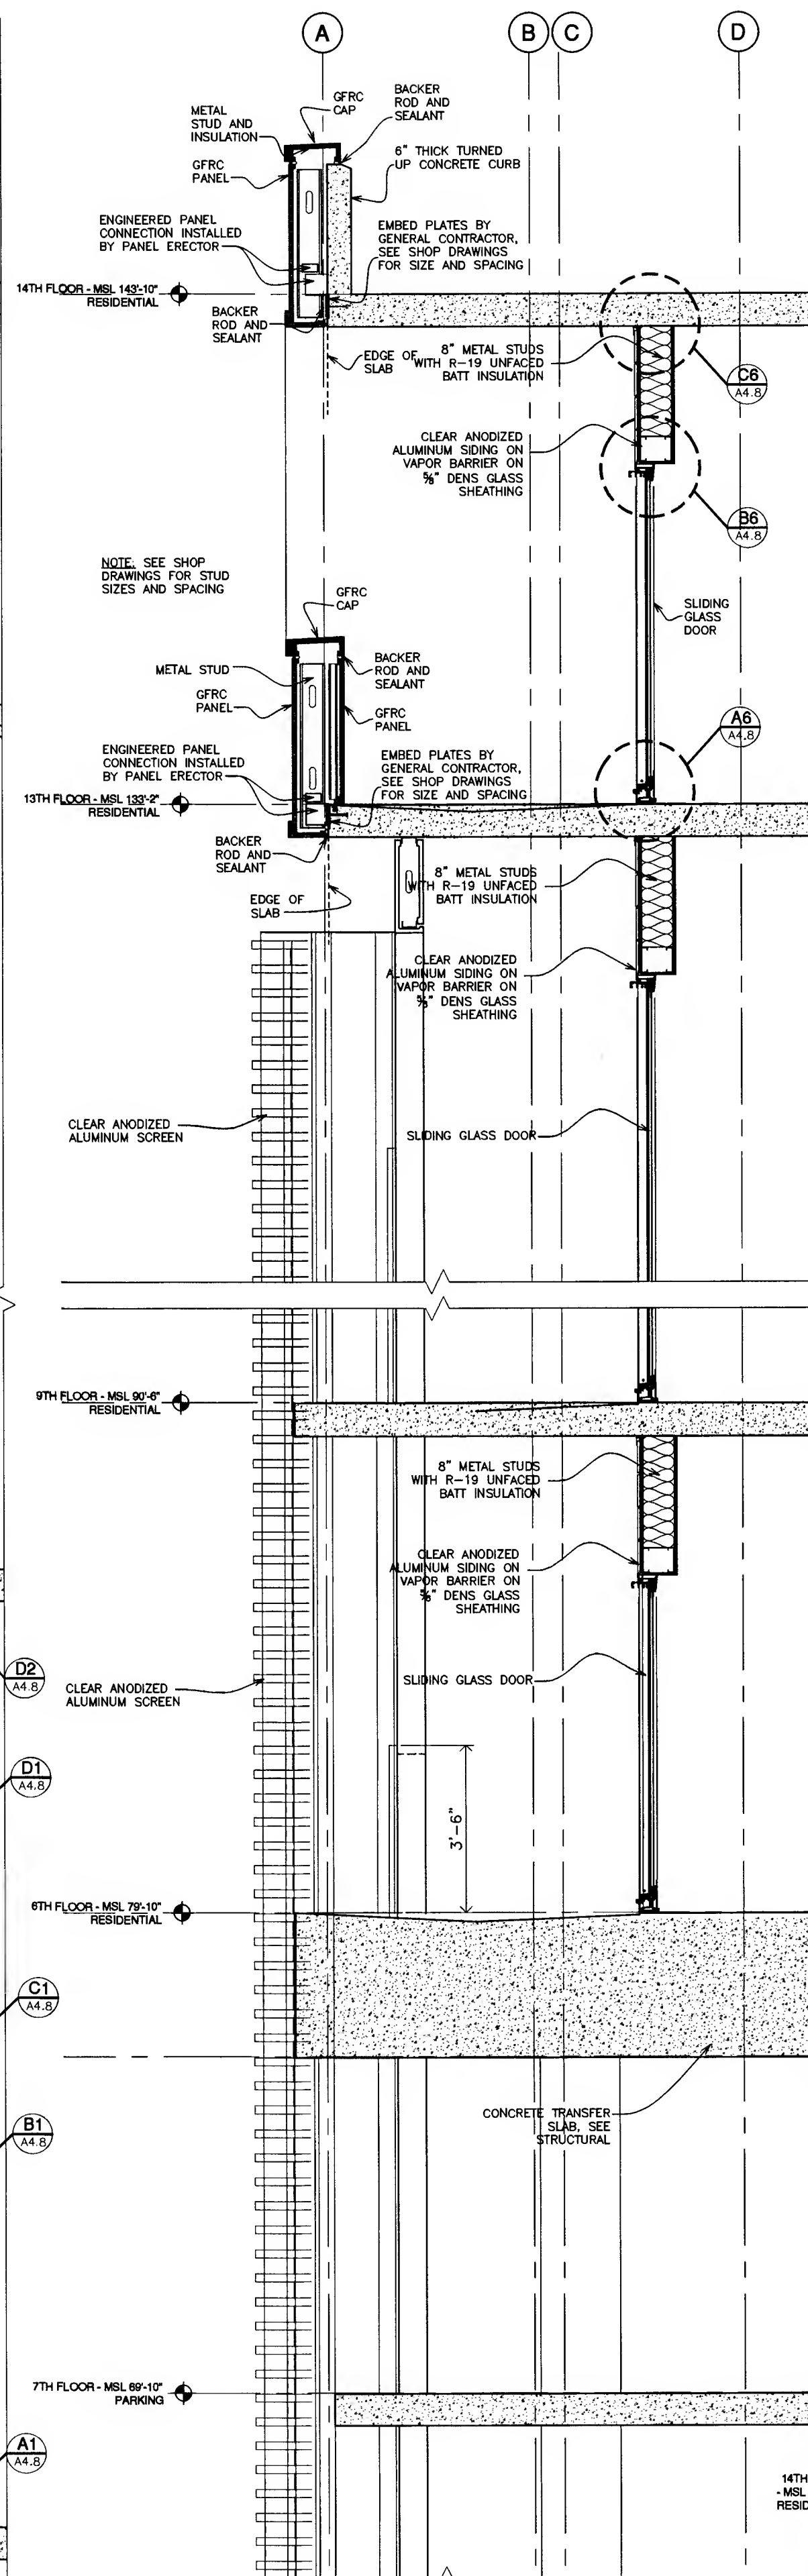 A
B
C
D
GFRC
CAP
BACKER
ROD AND
SEALANT
METAL
STUD AND
INSULATION
6" THICK TURNED
UP CONCRETE CURB
GFRC
PANEL
ENGINEERED PANEL
CONNECTION INSTALLED
BY PANEL ERECTOR
EMBED PLATES BY
GENERAL CONTRACTOR,
SEE SHOP DRAWINGS
FOR SIZE AND SPACING
14TH FLOOR - MSL 143'-10"
RESIDENTIAL
BACKER
ROD AND
SEALANT
EDGE OF
SLAB
8" METAL STUDS
WITH R-19 UNFACED
BATT INSULATION
C6
A4.8
CLEAR ANODIZED
ALUMINUM SIDING ON
VAPOR BARRIER ON
5/8" DENS GLASS
SHEATHING
B6
A4.8
NOTE: SEE SHOP
DRAWINGS FOR STUD
SIZES AND SPACING
GFRC
CAP
SLIDING
GLASS
DOOR
METAL STUD
BACKER
ROD AND
SEALANT
GFRC
PANEL
GFRC
PANEL
A6
A4.8
ENGINEERED PANEL
CONNECTION INSTALLED
BY PANEL ERECTOR
EMBED PLATES BY
GENERAL CONTRACTOR,
SEE SHOP DRAWINGS
FOR SIZE AND SPACING
13TH FLOOR - MSL 133'-2"
RESIDENTIAL
BACKER
ROD AND
SEALANT
EDGE OF
SLAB
8" METAL STUDS
WITH R-19 UNFACED
BATT INSULATION
CLEAR ANODIZED
ALUMINUM SIDING ON
VAPOR BARRIER ON
5/8" DENS GLASS
SHEATHING
CLEAR ANODIZED
ALUMINUM SCREEN
SLIDING GLASS DOOR
9TH FLOOR - MSL 90'-6"
RESIDENTIAL
8" METAL STUDS
WITH R-19 UNFACED
BATT INSULATION
CLEAR ANODIZED
ALUMINUM SIDING ON
VAPOR BARRIER ON
5/8" DENS GLASS
SHEATHING
D2
A4.8
CLEAR ANODIZED
ALUMINUM SCREEN
SLIDING GLASS DOOR
D1
A4.8
3'-6"
6TH FLOOR - MSL 79'-10"
RESIDENTIAL
C1
A4.8
CONCRETE TRANSFER
SLAB, SEE
STRUCTURAL
B1
A4.8
7TH FLOOR - MSL 69'-10"
PARKING
A1
A4.8
14TH
- MSL
RESID